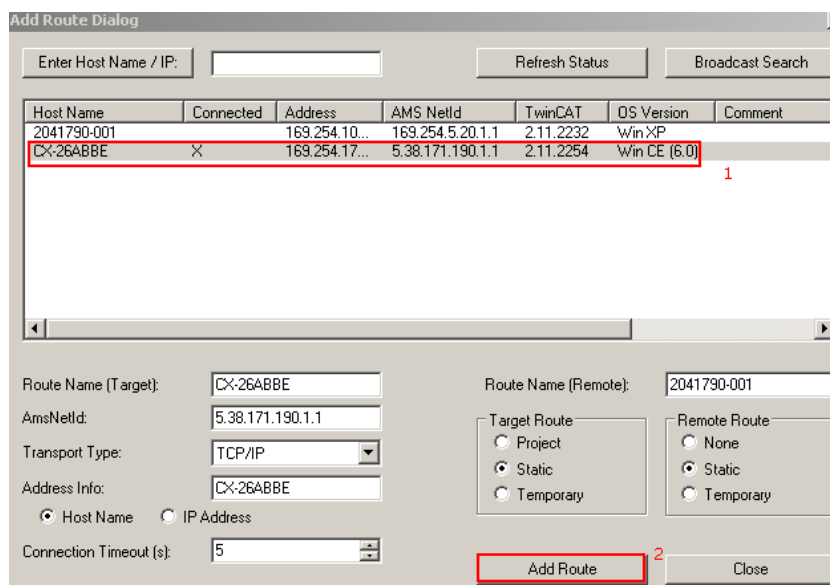 Add Route Dialog
Enter Host Name / IP: Refresh Status Broadcast Search
Host Name Connected Address AMS NetId TwinCAT OS Version Comment
2041790-001 169.254.10... 169.254.5.20.1.1 2.11.2232 Win XP
CX-26ABBE X 169.254.17... 5.38.171.190.1.1 2.11.2254 Win CE (6.0)
1
Route Name (Target): CX-26ABBE Route Name (Remote): 2041790-001
AmsNetId: 5.38.171.190.1.1 Target Route Remote Route
Transport Type: TCP/IP Project None
Address Info: CX-26ABBE Static Static
Host Name IP Address Temporary Temporary
Connection Timeout (s): 5 2
Add Route Close